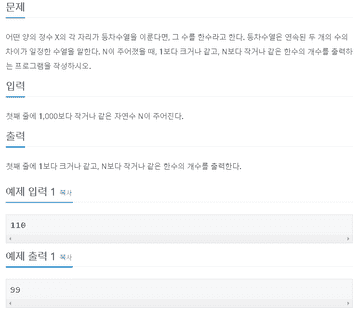 문제
어떤 양의 정수 X의 각 자리가 등차수열을 이룬다면, 그 수를 한수라고 한다. 등차수열은 연속된 두 개의 수의
차이가 일정한 수열을 말한다. N이 주어졌을 때, 1보다 크거나 같고, N보다 작거나 같은 한수의 개수를 출력하
는 프로그램을 작성하시오.
입력
첫째 줄에 1,000보다 작거나 같은 자연수 N이 주어진다.
출력
첫째 줄에 1보다 크거나 같고, N보다 작거나 같은 한수의 개수를 출력한다.
예제 입력 1 복사
110
예제 출력 1 복사
99